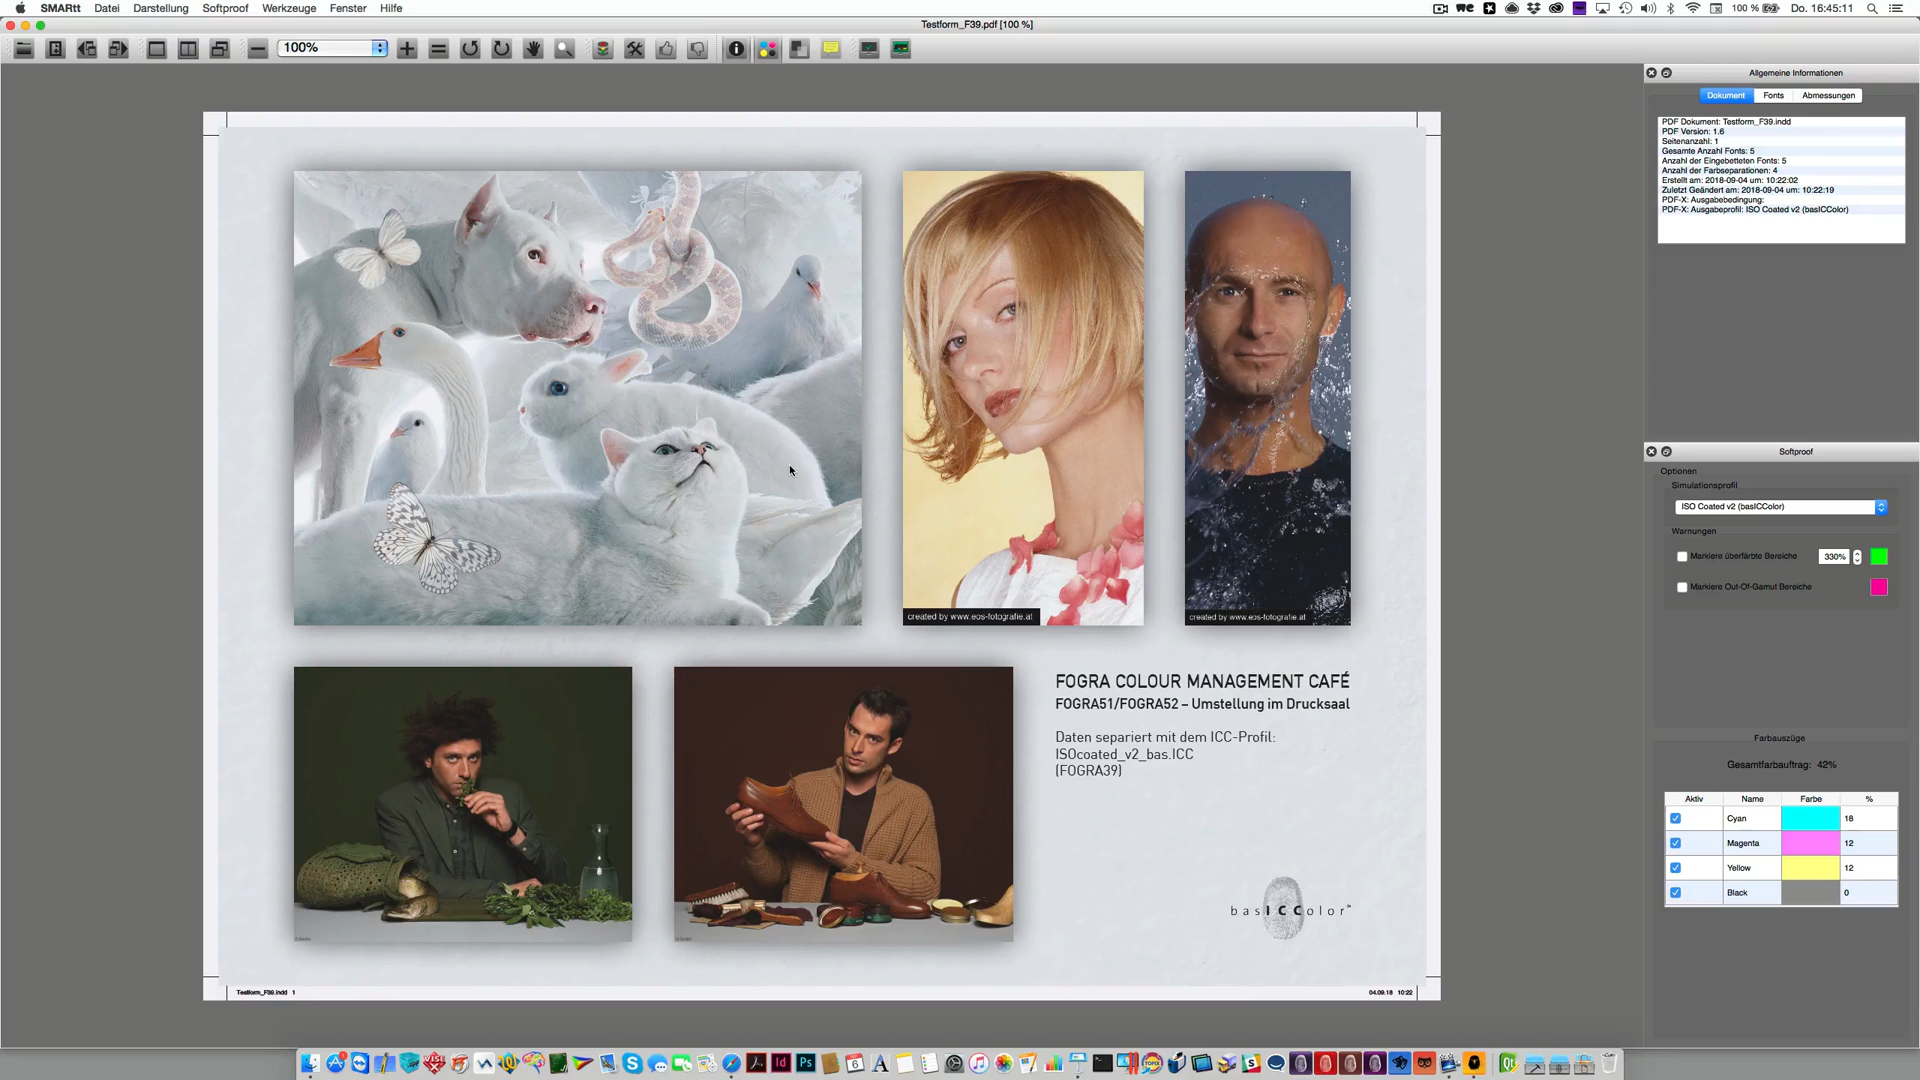 SMARtt Datei Darstellung Softproof Werkzeuge Fenster Hilfe
100 % Do. 16:45:11
Testform_F39.pdf [100 %]
100%
Allgemeine Informationen
Dokument Fonts Abmessungen
PDF Dokument: Testform_F39.indd
PDF Version: 1.6
Seitenanzahl: 1
Gesamte Anzahl Fonts: 5
Anzahl der Eingebetteten Fonts: 5
Anzahl der Farbseparationen: 4
Erstellt am: 2018-09-04 um: 10:22:02
Zuletzt Geändert am: 2018-09-04 um: 10:22:19
PDF-X: Ausgabebedingung:
PDF-X: Ausgabeprofil: ISO Coated v2 (basICColor)
created by www.eos-fotografie.at
created by www.eos-fotografie.at
FOGRA COLOUR MANAGEMENT CAFÉ
FOGRA51/FOGRA52 – Umstellung im Drucksaal
Daten separiert mit dem ICC-Profil:
ISOcoated_v2_bas.ICC
(FOGRA39)
basICColor™
Testform_F39.indd 1
04.09.18 10:22
Softproof
Optionen
Simulationsprofil
ISO Coated v2 (basICColor)
Warnungen
Markiere überfärbte Bereiche 330%
Markiere Out-Of-Gamut Bereiche
Farbauszüge
Gesamtfarbauftrag: 42%
Aktiv Name Farbe %
Cyan 18
Magenta 12
Yellow 12
Black 0